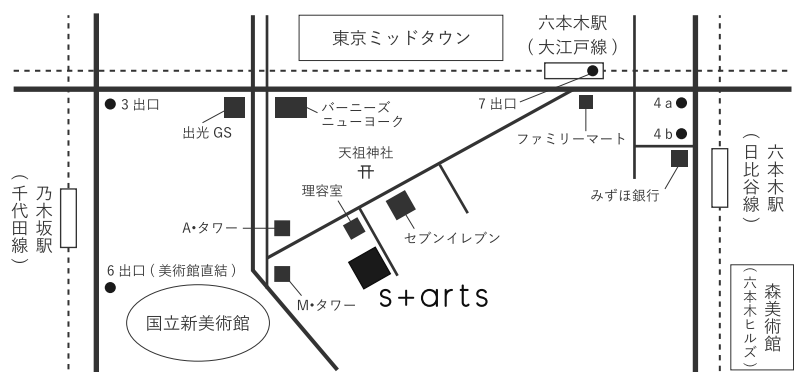 東京ミッドタウン
六本木駅
(大江戸線)
3 出口
出光 GS
バーニーズ
ニューヨーク
7 出口
ファミリーマート
4 a
4 b
みずほ銀行
天祖神社
理容室
A•タワー
セブンイレブン
乃木坂駅
(千代田線)
六本木駅
(日比谷線)
6 出口 ( 美術館直結 )
M•タワー
s+arts
国立新美術館
森美術館
(六本木ヒルズ)